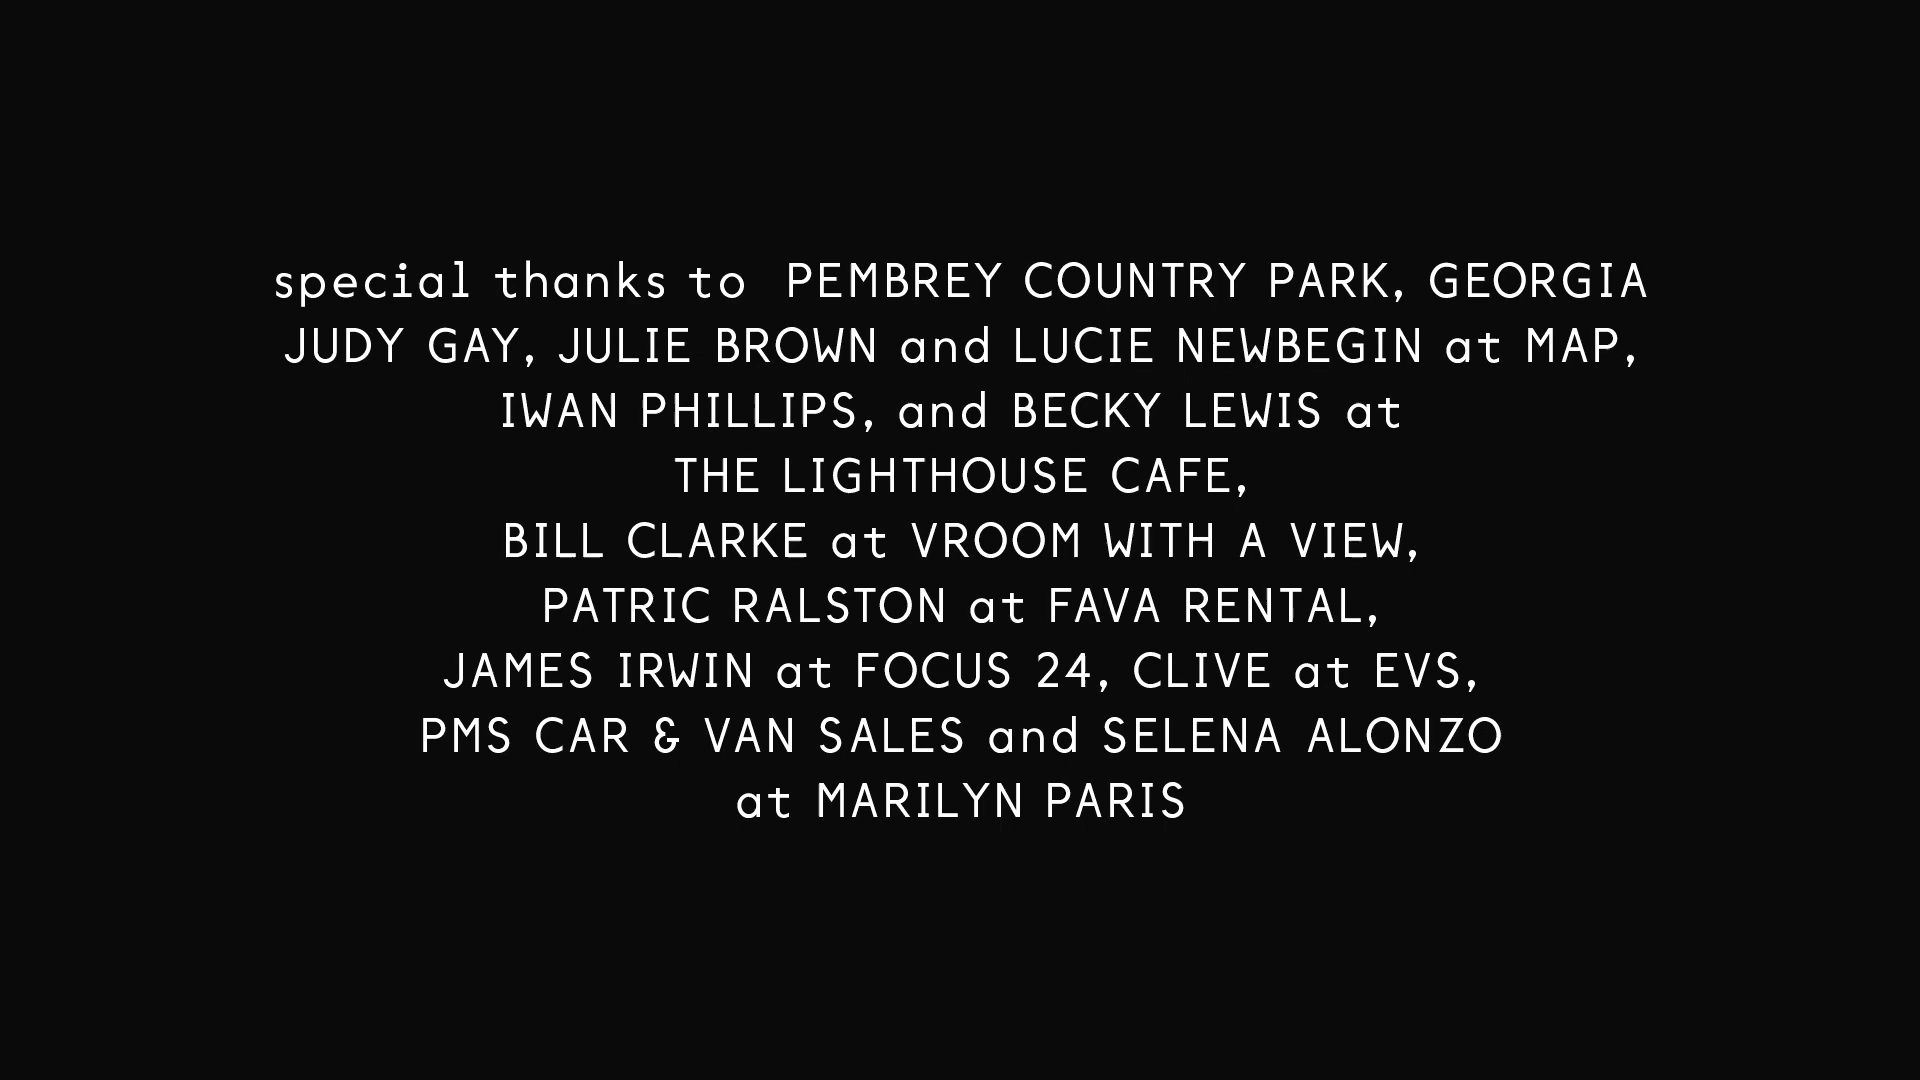 special thanks to  PEMBREY COUNTRY PARK, GEORGIA
JUDY GAY, JULIE BROWN and LUCIE NEWBEGIN at MAP,
IWAN PHILLIPS, and BECKY LEWIS at
THE LIGHTHOUSE CAFE,
BILL CLARKE at VROOM WITH A VIEW,
PATRIC RALSTON at FAVA RENTAL,
JAMES IRWIN at FOCUS 24, CLIVE at EVS,
PMS CAR & VAN SALES and SELENA ALONZO
at MARILYN PARIS